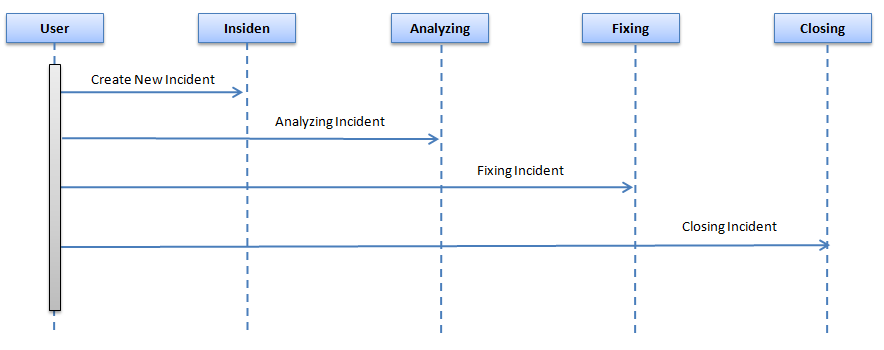 User
Insiden
Analyzing
Fixing
Closing
Create New Incident
Analyzing Incident
Fixing Incident
Closing Incident